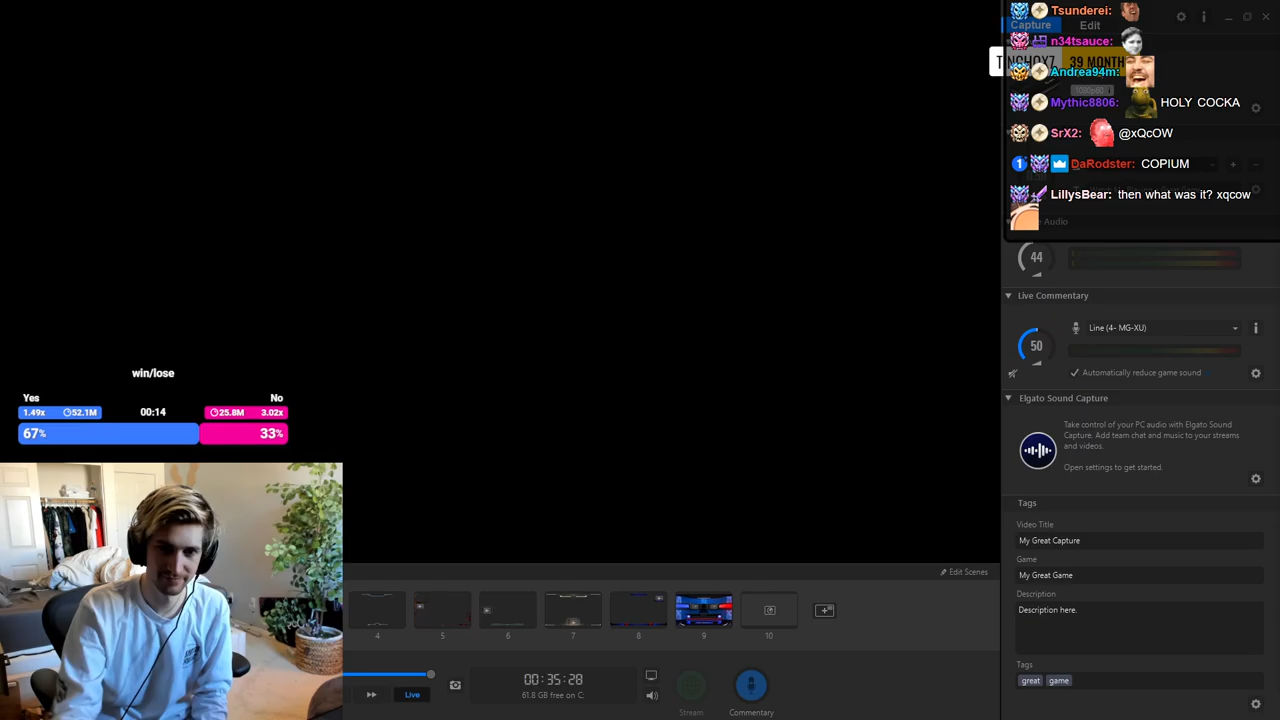 Tsunderei:
Capture
Edit
n34tsauce:
39 MONTH
Andrea94m:
1080p60
Mythic8806: HOLY COCKA
SrX2: @xQcOW
1 DaRodster: COPIUM
LillysBear: then what was it? xqcow
Audio
44
Live Commentary
50
Line (4- MG-XU)
Automatically reduce game sound
Elgato Sound Capture
Take control of your PC audio with Elgato Sound
Capture. Add team chat and music to your streams
and videos.
Open settings to get started.
Tags
Video Title
My Great Capture
Game
My Great Game
Description
Description here.
Tags
great game
win/lose
Yes
No
1.49x 52.1M
00:14
25.8M 3.02x
67%
33%
Edit Scenes
4
5
6
7
8
9
10
Live
00:35:28
61.8 GB free on C:
Stream
Commentary